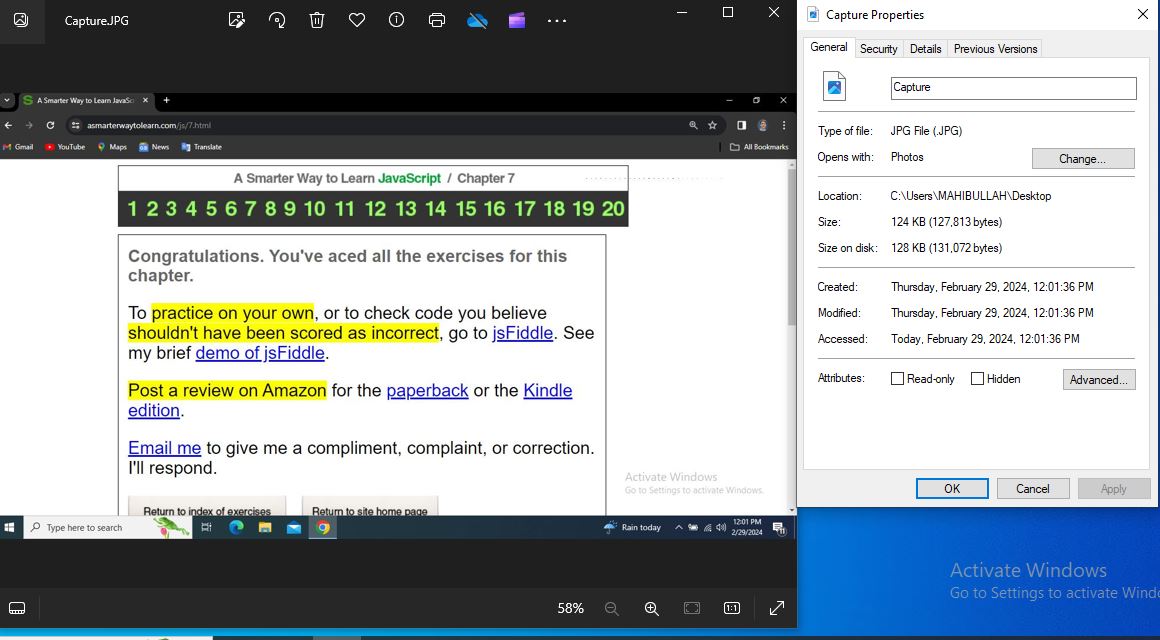 Capture.JPG
A Smarter Way to Learn JavaSc
asmarterwaytolearn.com/js/7.html
Gmail YouTube Maps News Translate All Bookmarks
A Smarter Way to Learn JavaScript / Chapter 7
1 2 3 4 5 6 7 8 9 10 11 12 13 14 15 16 17 18 19 20
Congratulations. You've aced all the exercises for this
chapter.
To practice on your own, or to check code you believe
shouldn't have been scored as incorrect, go to jsFiddle. See
my brief demo of jsFiddle.
Post a review on Amazon for the paperback or the Kindle
edition.
Email me to give me a compliment, complaint, or correction.
I'll respond.
Return to index of exercises Return to site home page
Activate Windows
Go to Settings to activate Windows.
Type here to search
Rain today
12:01 PM
2/29/2024
58%
1:1
Capture Properties
General Security Details Previous Versions
Capture
Type of file: JPG File (.JPG)
Opens with: Photos Change...
Location: C:\Users\MAHIBULLAH\Desktop
Size: 124 KB (127,813 bytes)
Size on disk: 128 KB (131,072 bytes)
Created: Thursday, February 29, 2024, 12:01:36 PM
Modified: Thursday, February 29, 2024, 12:01:36 PM
Accessed: Today, February 29, 2024, 12:01:36 PM
Attributes: Read-only Hidden Advanced...
OK Cancel Apply
Activate Windows
Go to Settings to activate Windo